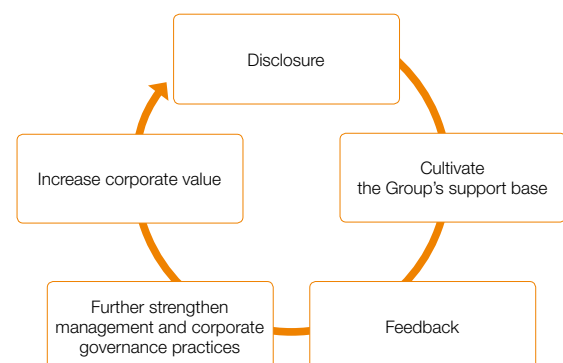 Disclosure
Cultivate
the Group's support base
Feedback
Further strengthen
management and corporate
governance practices
Increase corporate value